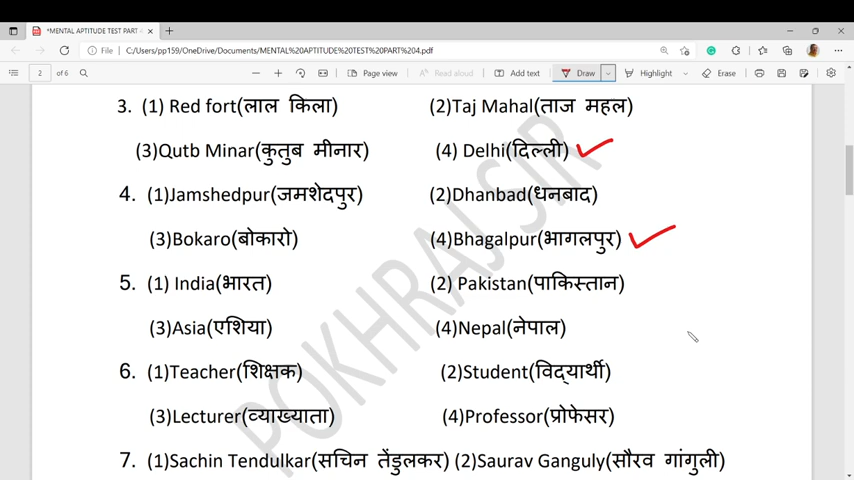 *MENTAL APTITUDE TEST PART
File
C:/Users/pp159/OneDrive/Documents/MENTAL%20APTITUDE%20TEST%20PART%204.pdf
2 of 6
Page view
Read aloud
Add text
Draw
Highlight
Erase
3. (1) Red fort(लाल किला) (2)Taj Mahal(ताज महल)
(3)Qutb Minar(कुतुब मीनार) (4) Delhi(दिल्ली)
4. (1)Jamshedpur(जमशेदपुर) (2)Dhanbad(धनबाद)
(3)Bokaro(बोकारो) (4)Bhagalpur(भागलपुर)
5. (1) India(भारत) (2) Pakistan(पाकिस्तान)
(3)Asia(एशिया) (4)Nepal(नेपाल)
6. (1)Teacher(शिक्षक) (2)Student(विद्यार्थी)
(3)Lecturer(व्याख्याता) (4)Professor(प्रोफेसर)
7. (1)Sachin Tendulkar(सचिन तेंडुलकर) (2)Saurav Ganguly(सौरव गांगुली)
POKHRAJ SIR